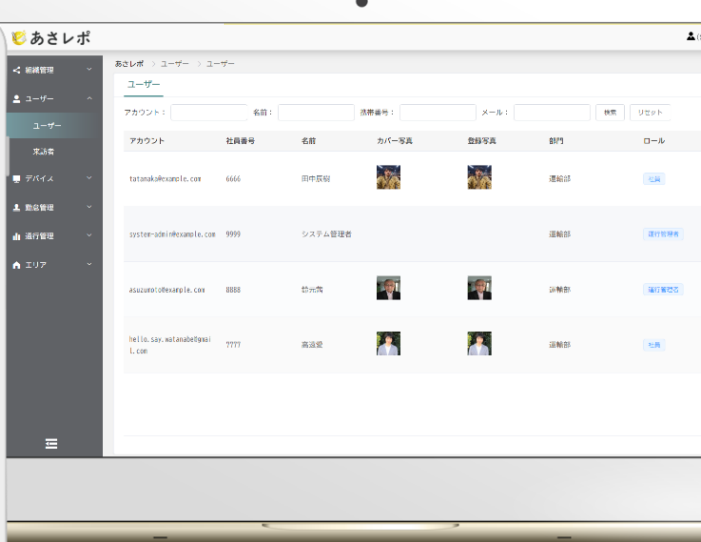 あさレポ
組織管理
ユーザー
ユーザー
来訪者
デバイス
勤怠管理
運行管理
エリア
あさレポ > ユーザー > ユーザー
ユーザー
アカウント： 名前： 携帯番号： メール： 検索 リセット
アカウント 社員番号 名前 カバー写真 登録写真 部門 ロール
tatanaka@example.com 6666 田中 運輸部 社員
system-admin@example.com 9999 システム管理者 運輸部 運行管理者
asuzumoto@example.com 8888 運輸部 運行管理者
hello.say.watanabe@gmai 7777 運輸部 社員
l.com